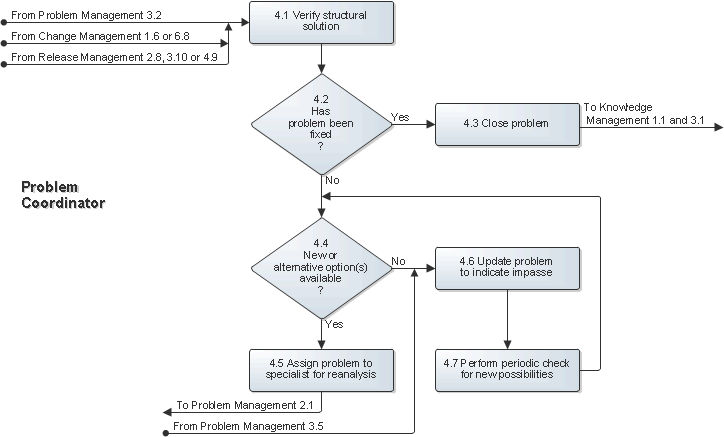 From Problem Management 3.2
From Change Management 1.6 or 6.8
From Release Management 2.8, 3.10 or 4.9
4.1 Verify structural
solution
4.2
Has
problem been
fixed
?
Yes
4.3 Close problem
To Knowledge
Management 1.1 and 3.1
No
Problem
Coordinator
4.4
New or
alternative option(s)
available
?
No
4.6 Update problem
to indicate impasse
Yes
4.5 Assign problem to
specialist for reanalysis
4.7 Perform periodic check
for new possibilities
To Problem Management 2.1
From Problem Management 3.5